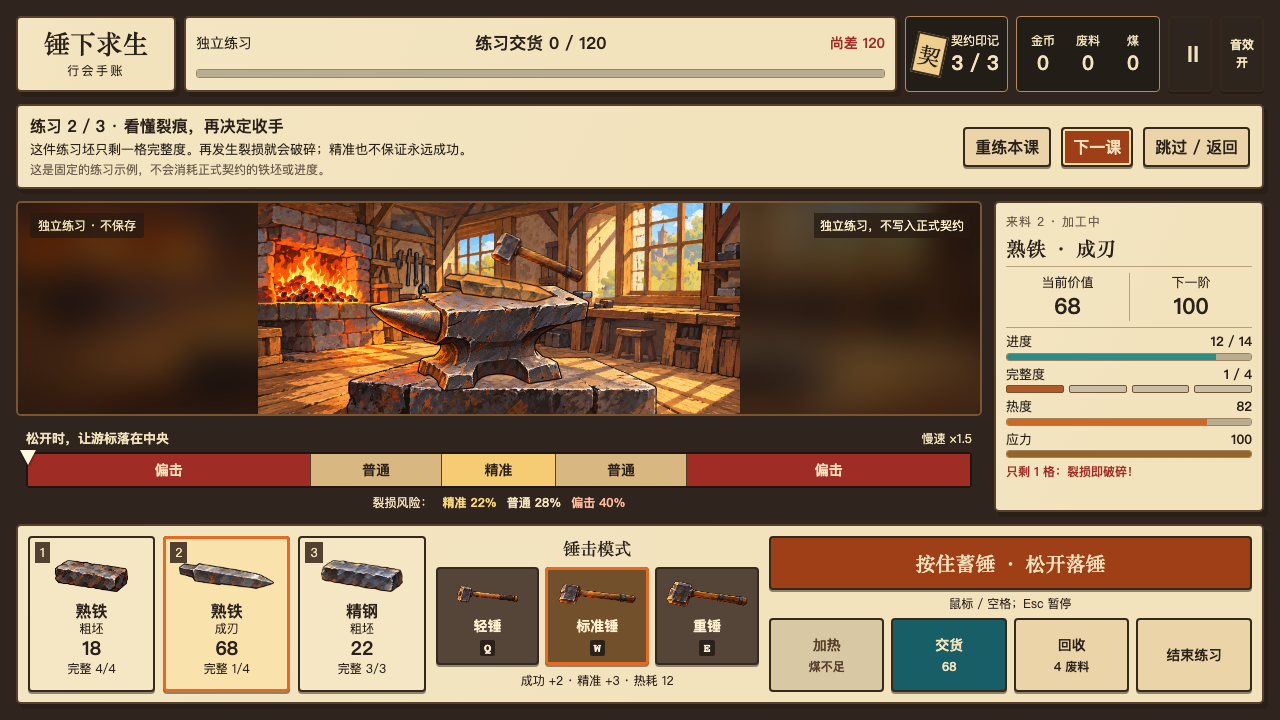 锤下求生
行会手账
独立练习
练习交货 0 / 120
尚差 120
契
契约印记
3 / 3
金币
0
废料
0
煤
0
II
音效
开
练习 2 / 3 · 看懂裂痕，再决定收手
这件练习坯只剩一格完整度。再发生裂损就会破碎；精准也不保证永远成功。
这是固定的练习示例，不会消耗正式契约的铁坯或进度。
重练本课
下一课
跳过 / 返回
独立练习 · 不保存
独立练习，不写入正式契约
来料 2 · 加工中
熟铁 · 成刃
当前价值
68
下一阶
100
进度
12 / 14
完整度
1 / 4
热度
82
应力
100
只剩 1 格：裂损即破碎！
松开时，让游标落在中央
慢速 x1.5
偏击
普通
精准
普通
偏击
裂损风险： 精准 22% 普通 28% 偏击 40%
1
熟铁
粗坯
18
完整 4/4
2
熟铁
成刃
68
完整 1/4
3
精钢
粗坯
22
完整 3/3
锤击模式
轻锤
Q
标准锤
W
重锤
E
成功 +2 · 精准 +3 · 热耗 12
按住蓄锤 · 松开落锤
鼠标 / 空格；Esc 暂停
加热
煤不足
交货
68
回收
4 废料
结束练习